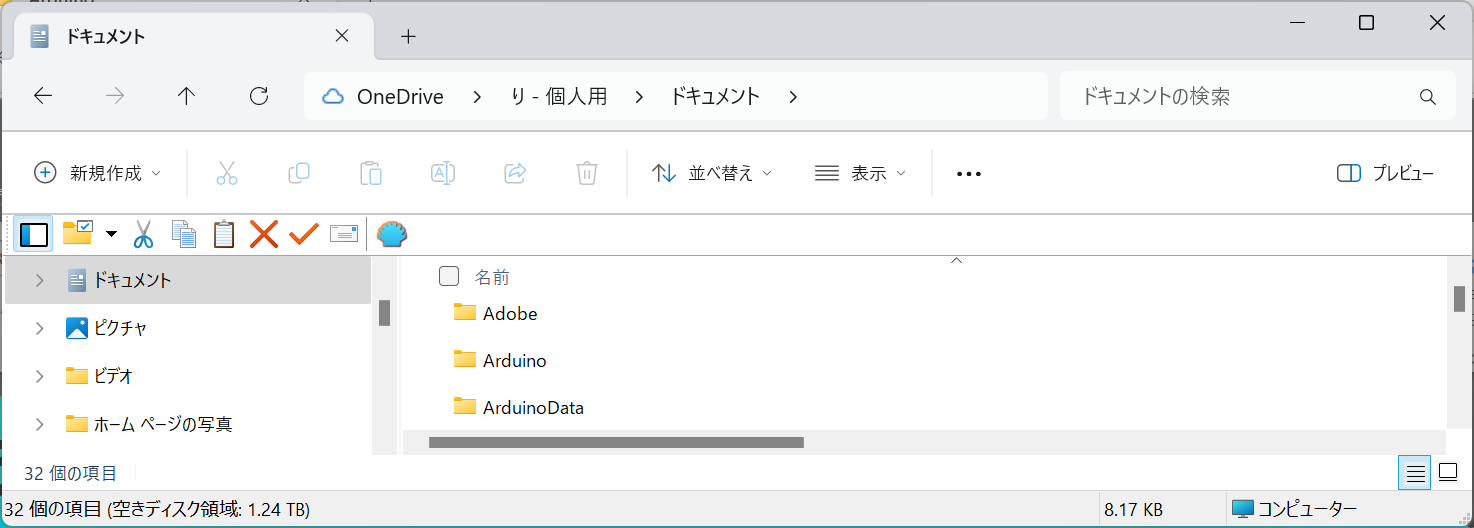 ドキュメント
OneDrive り - 個人用 ドキュメント ドキュメントの検索
新規作成 並べ替え 表示 プレビュー
ドキュメント
ピクチャ
ビデオ
ホーム ページの写真
名前
Adobe
Arduino
ArduinoData
32 個の項目
32 個の項目 (空きディスク領域: 1.24 TB) 8.17 KB コンピューター